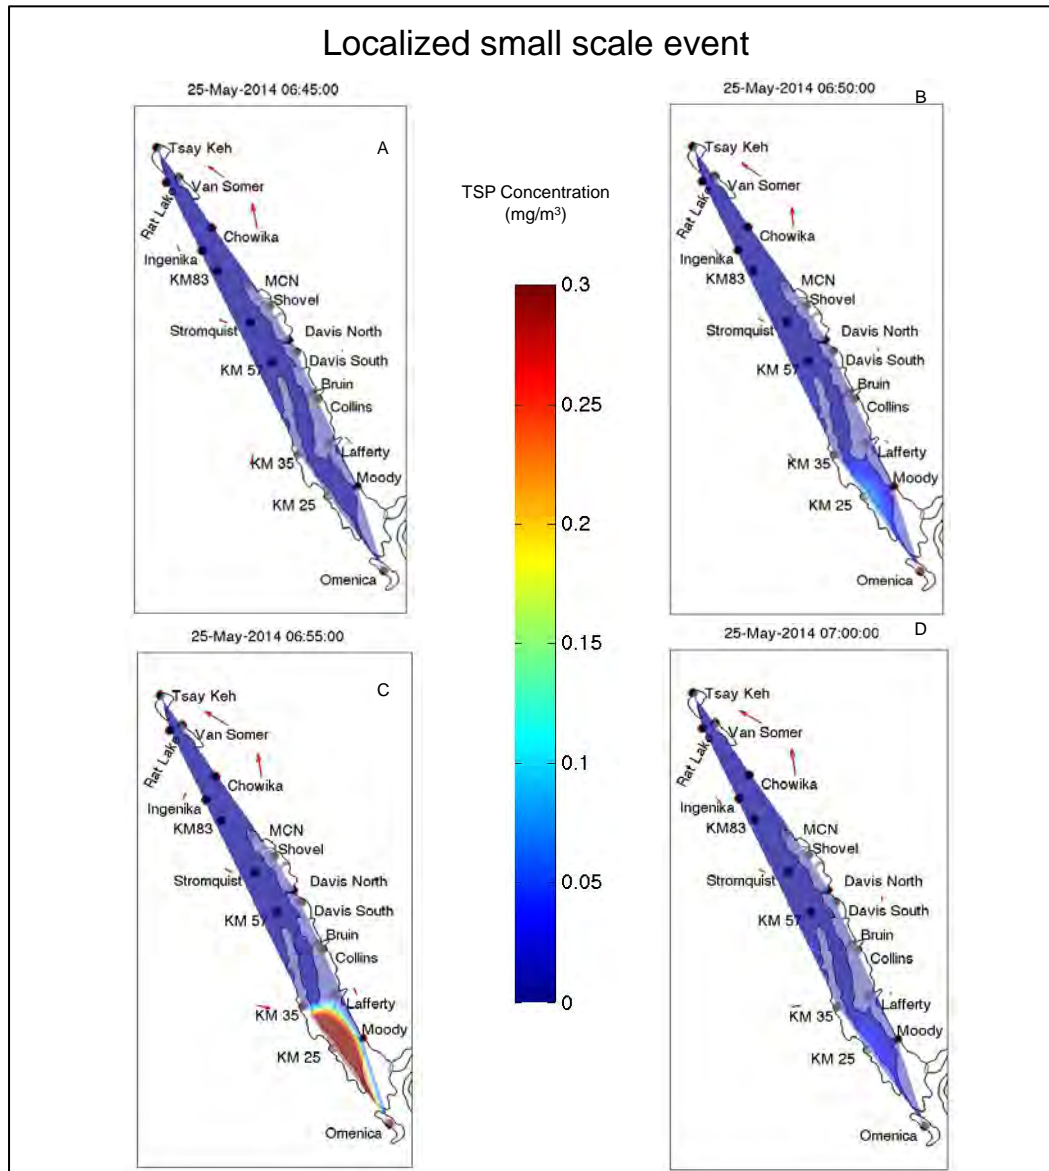 Localized small scale event
25-May-2014 06:45:00
A
Tsay Keh
Van Somer
Rat Lake
Chowika
Ingenika
KM83
MCN
Shovel
Stromquist
Davis North
Davis South
KM 57
Bruin
Collins
Lafferty
KM 35
Moody
KM 25
Omenica
25-May-2014 06:50:00
B
Tsay Keh
Van Somer
Rat Lake
Chowika
Ingenika
KM83
MCN
Shovel
Stromquist
Davis North
Davis South
KM 57
Bruin
Collins
Lafferty
KM 35
Moody
KM 25
Omenica
TSP Concentration
(mg/m³)
0.3
0.25
0.2
0.15
0.1
0.05
0
25-May-2014 06:55:00
C
Tsay Keh
Van Somer
Rat Lake
Chowika
Ingenika
KM83
MCN
Shovel
Stromquist
Davis North
Davis South
KM 57
Bruin
Collins
Lafferty
KM 35
Moody
KM 25
Omenica
25-May-2014 07:00:00
D
Tsay Keh
Van Somer
Rat Lake
Chowika
Ingenika
KM83
MCN
Shovel
Stromquist
Davis North
Davis South
KM 57
Bruin
Collins
Lafferty
KM 35
Moody
KM 25
Omenica